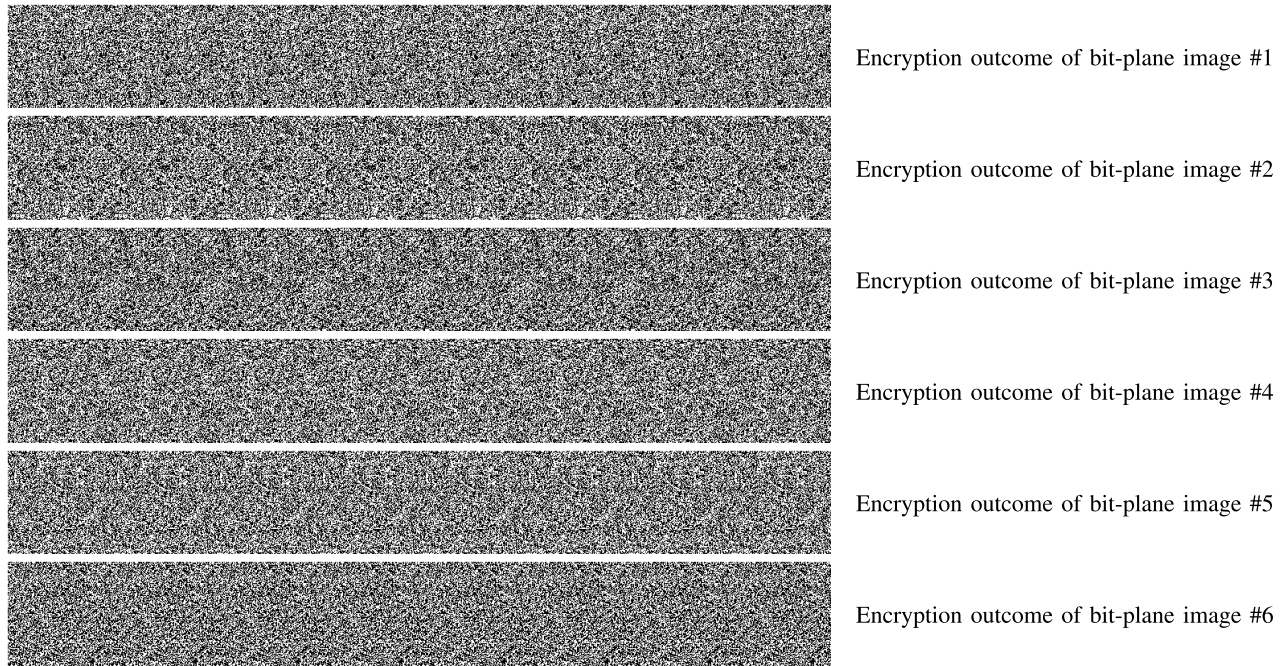 Encryption outcome of bit-plane image #1
Encryption outcome of bit-plane image #2
Encryption outcome of bit-plane image #3
Encryption outcome of bit-plane image #4
Encryption outcome of bit-plane image #5
Encryption outcome of bit-plane image #6